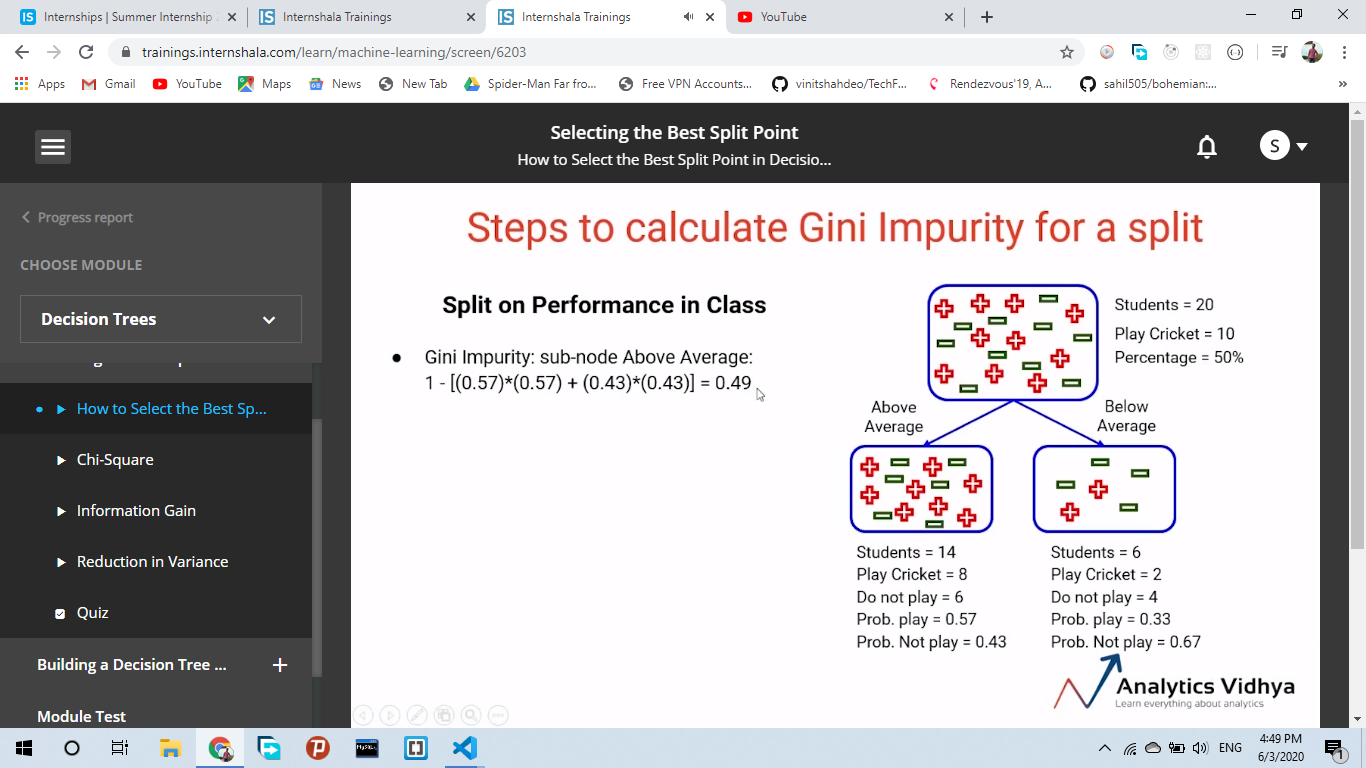 Internships | Summer Internship
Internshala Trainings
Internshala Trainings
YouTube
trainings.internshala.com/learn/machine-learning/screen/6203
Apps
Gmail
YouTube
Maps
News
New Tab
Spider-Man Far fro...
Free VPN Accounts...
vinitshahdeo/TechF...
Rendezvous'19, A...
sahil505/bohemian:...
Selecting the Best Split Point
How to Select the Best Split Point in Decisio...
S
Progress report
CHOOSE MODULE
Decision Trees
How to Select the Best Sp...
Chi-Square
Information Gain
Reduction in Variance
Quiz
Building a Decision Tree ...
Module Test
Steps to calculate Gini Impurity for a split
Split on Performance in Class
● Gini Impurity: sub-node Above Average:
1 - [(0.57)*(0.57) + (0.43)*(0.43)] = 0.49
Students = 20
Play Cricket = 10
Percentage = 50%
Above
Average
Below
Average
Students = 14
Play Cricket = 8
Do not play = 6
Prob. play = 0.57
Prob. Not play = 0.43
Students = 6
Play Cricket = 2
Do not play = 4
Prob. play = 0.33
Prob. Not play = 0.67
Analytics Vidhya
Learn everything about analytics
ENG
4:49 PM
6/3/2020